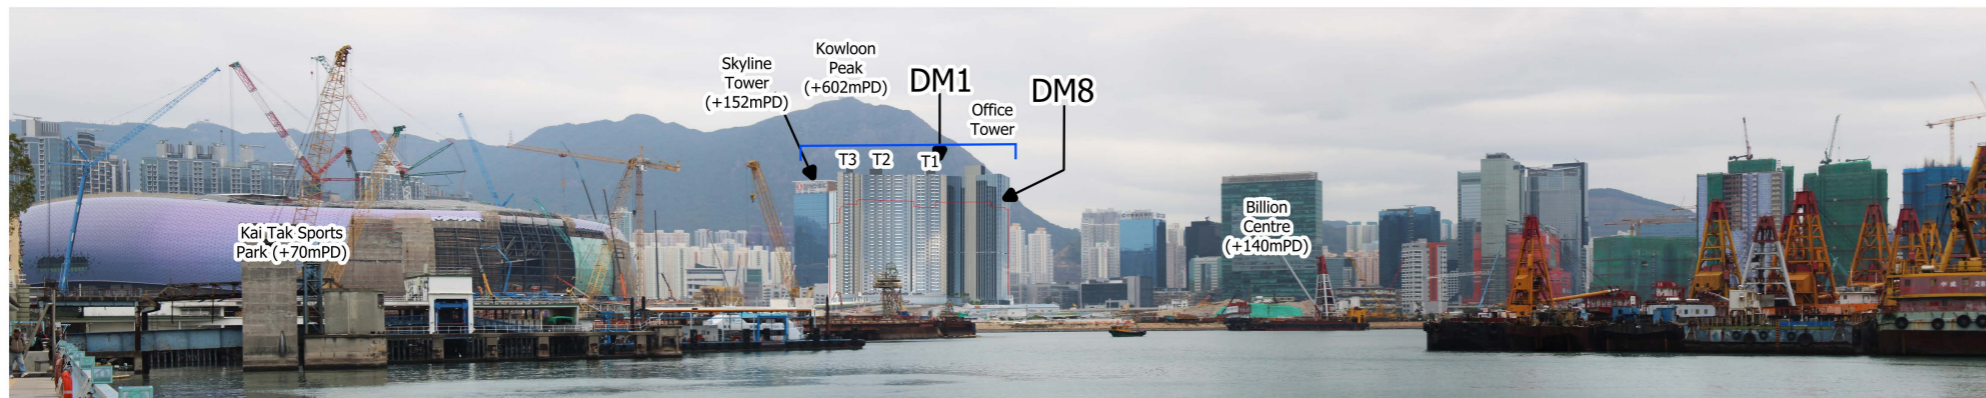 Skyline
Tower
(+152mPD)
Kowloon
Peak
(+602mPD)
DM1
DM8
Office
Tower
T3
T2
T1
Kai Tak Sports
Park (+70mPD)
Billion
Centre
(+140mPD)